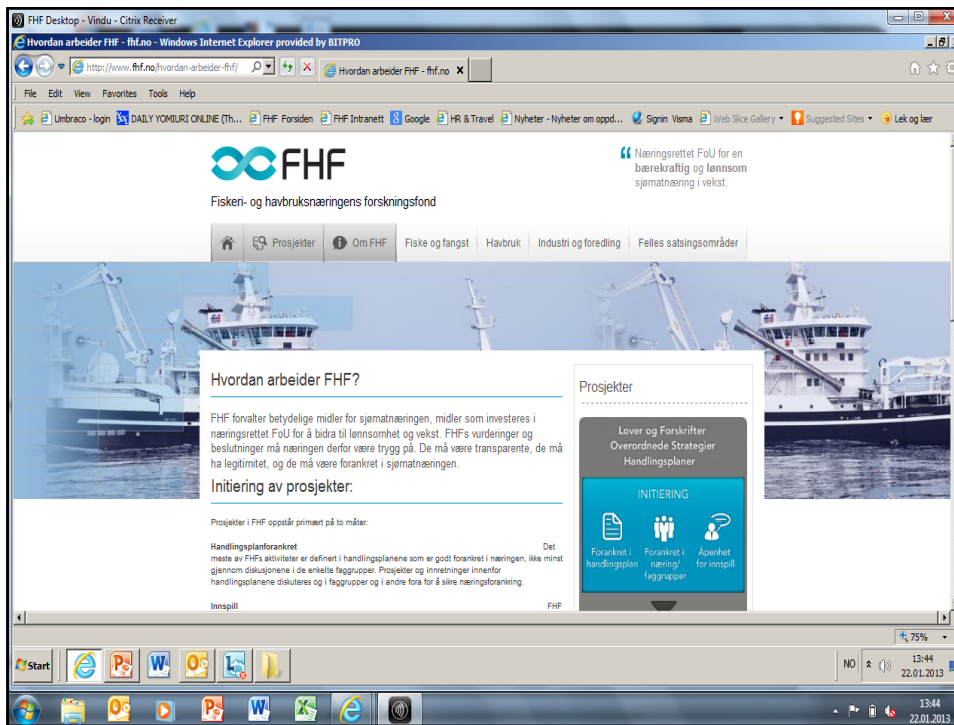 FHF Desktop - Vindu - Citrix Receiver
Hvordan arbeider FHF - fhf.no - Windows Internet Explorer provided by BITPRO
http://www.fhf.no/hvordan-arbeider-fhf/
Hvordan arbeider FHF - fhf.no
File Edit View Favorites Tools Help
Umbraco - login DAILY YOMIURI ONLINE (Th... FHF Forsiden FHF Intranett Google HR & Travel Nyheter - Nyheter om oppd... Signin Visma Web Slice Gallery Suggested Sites Lek og lær
FHF
Fiskeri- og havbruksnæringens forskningsfond
Næringsrettet FoU for en
bærekraftig og lønnsom
sjømatnæring i vekst.
Prosjekter Om FHF Fiske og fangst Havbruk Industri og foredling Felles satsingsområder
Hvordan arbeider FHF?
FHF forvalter betydelige midler for sjømatnæringen, midler som investeres i
næringsrettet FoU for å bidra til lønnsomhet og vekst. FHFs vurderinger og
beslutninger må næringen derfor være trygg på. De må være transparente, de må
ha legitimitet, og de må være forankret i sjømatnæringen.
Initiering av prosjekter:
Prosjekter i FHF oppstår primært på to måter:
Handlingsplanforankret Det
meste av FHFs aktiviteter er definert i handlingsplanene som er godt forankret i næringen, ikke minst
gjennom diskusjonene i de enkelte faggrupper. Prosjekter og innretninger innenfor
handlingsplanene diskuteres og i faggrupper og i andre fora for å sikre næringsforankring.
Innspill FHF
Prosjekter
Lover og Forskrifter
Overordnede Strategier
Handlingsplaner
INITIERING
Forankret i
handlingsplan
Forankret i
næring/
faggrupper
Åpenhet
for innspill
75%
Start
NO
13:44
22.01.2013
13:44
22.01.2013